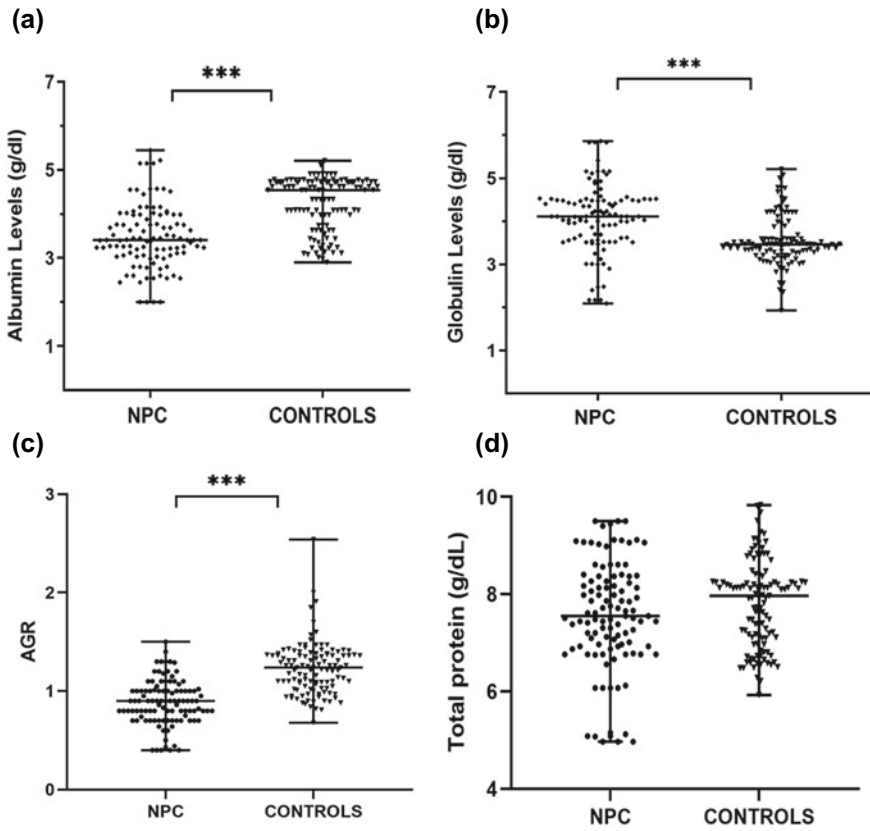 (a)
(b)
***
***
7
5
3
1
Albumin Levels (g/dl)
NPC
CONTROLS
7
5
3
1
Globulin Levels (g/dl)
NPC
CONTROLS
(c)
(d)
***
3
2
1
0
AGR
NPC
CONTROLS
10
8
6
4
Total protein (g/dL)
NPC
CONTROLS